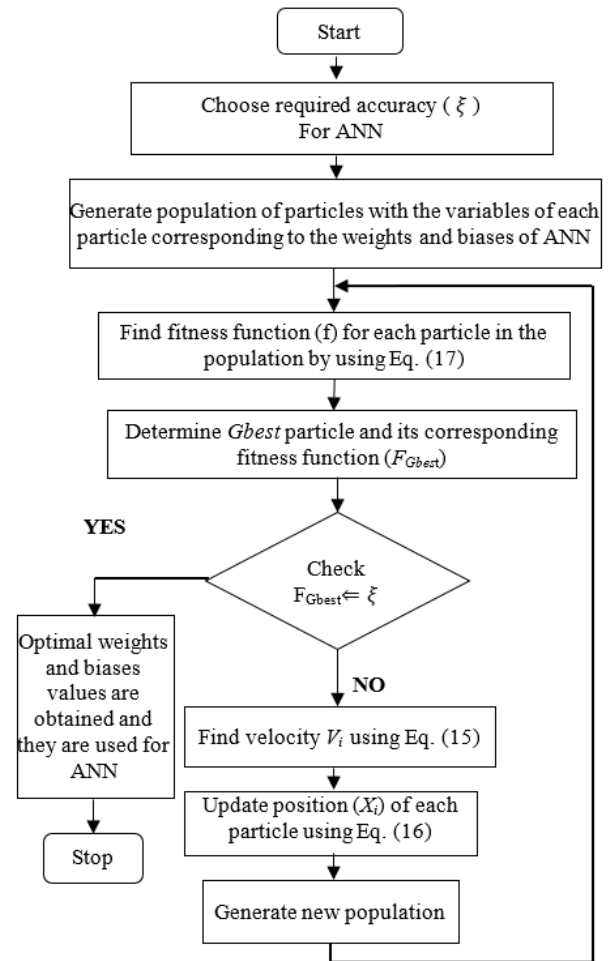 Start
Choose required accuracy ( ξ )
For ANN
Generate population of particles with the variables of each
particle corresponding to the weights and biases of ANN
Find fitness function (f) for each particle in the
population by using Eq. (17)
Determine Gbest particle and its corresponding
fitness function (F_Gbest)
YES
Check
F_Gbest⇐ ξ
NO
Optimal weights
and biases
values are
obtained and
they are used for
ANN
Stop
Find velocity V_i using Eq. (15)
Update position (X_i) of each
particle using Eq. (16)
Generate new population